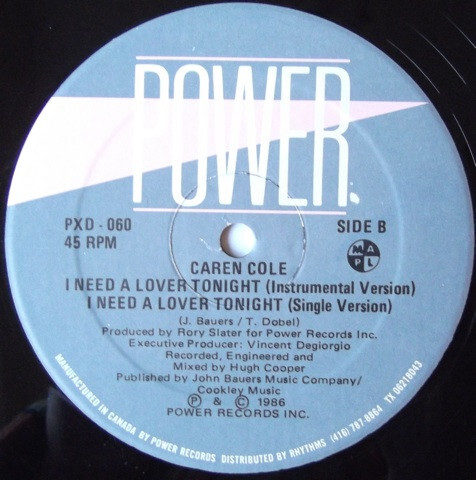 POWER.
PXD - 060
45 RPM
SIDE B
M A P L
CAREN COLE
I NEED A LOVER TONIGHT (Instrumental Version)
I NEED A LOVER TONIGHT (Single Version)
(J. Bauers / T. Dobel)
Produced by Rory Slater for Power Records Inc.
Executive Producer: Vincent Degiorgio
Recorded, Engineered and
Mixed by Hugh Cooper
Published by John Bauers Music Company/
Cookley Music
Ⓟ & © 1986
POWER RECORDS INC.
MANUFACTURED IN CANADA BY POWER RECORDS DISTRIBUTED BY RHYTHMS (416) 787-8864 TX 06218043